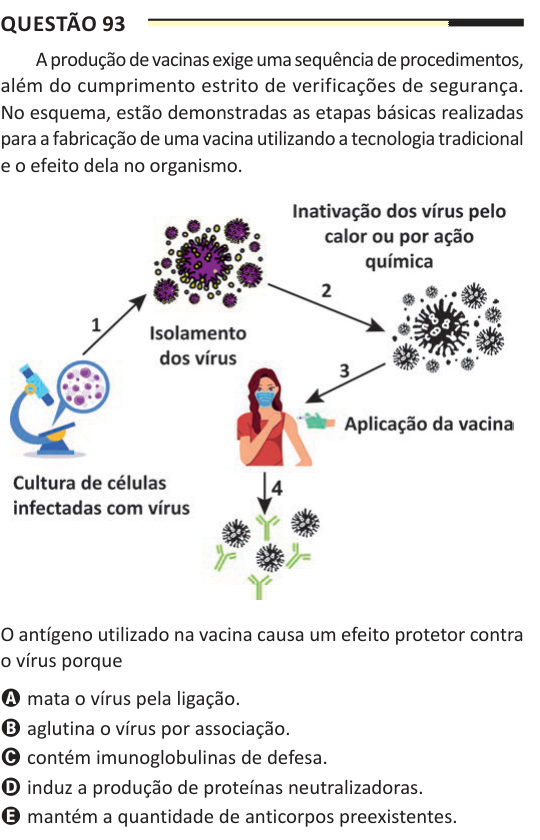 QUESTÃO 93
A produção de vacinas exige uma sequência de procedimentos,
além do cumprimento estrito de verificações de segurança.
No esquema, estão demonstradas as etapas básicas realizadas
para a fabricação de uma vacina utilizando a tecnologia tradicional
e o efeito dela no organismo.
Inativação dos vírus pelo
calor ou por ação
química
2
1
Isolamento
dos vírus
3
Aplicação da vacina
Cultura de células
infectadas com vírus
4
O antígeno utilizado na vacina causa um efeito protetor contra
o vírus porque
A mata o vírus pela ligação.
B aglutina o vírus por associação.
C contém imunoglobulinas de defesa.
D induz a produção de proteínas neutralizadoras.
E mantém a quantidade de anticorpos preexistentes.